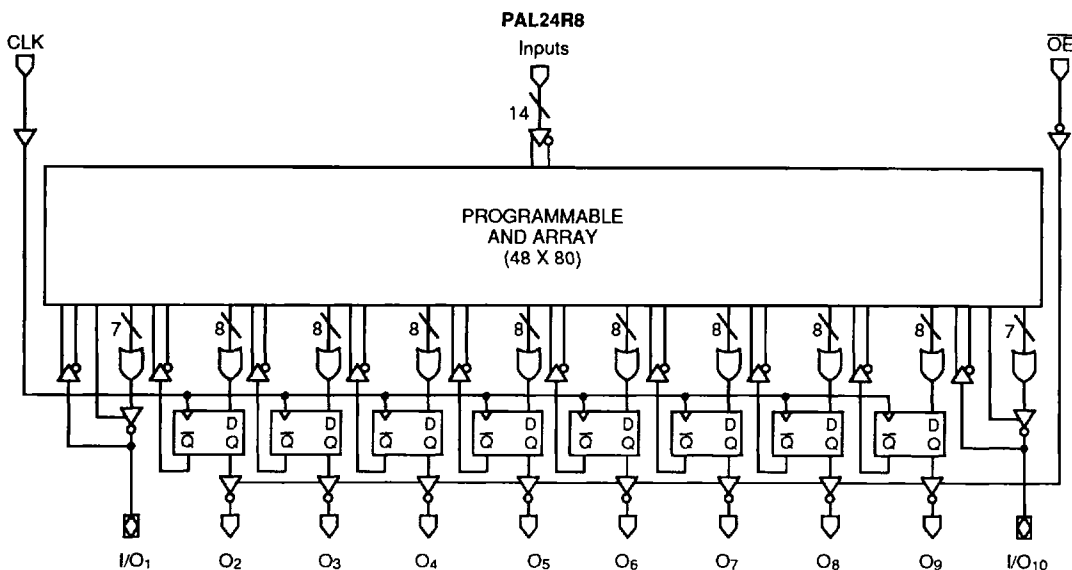 PAL24R8
CLK
Inputs
OE
14
PROGRAMMABLE
AND ARRAY
(48 X 80)
7 8 8 8 8 8 8 8 8 7
D D D D D D D D
Q Q Q Q Q Q Q Q Q Q Q Q Q Q Q Q
I/O1 O2 O3 O4 O5 O6 O7 O8 O9 I/O10